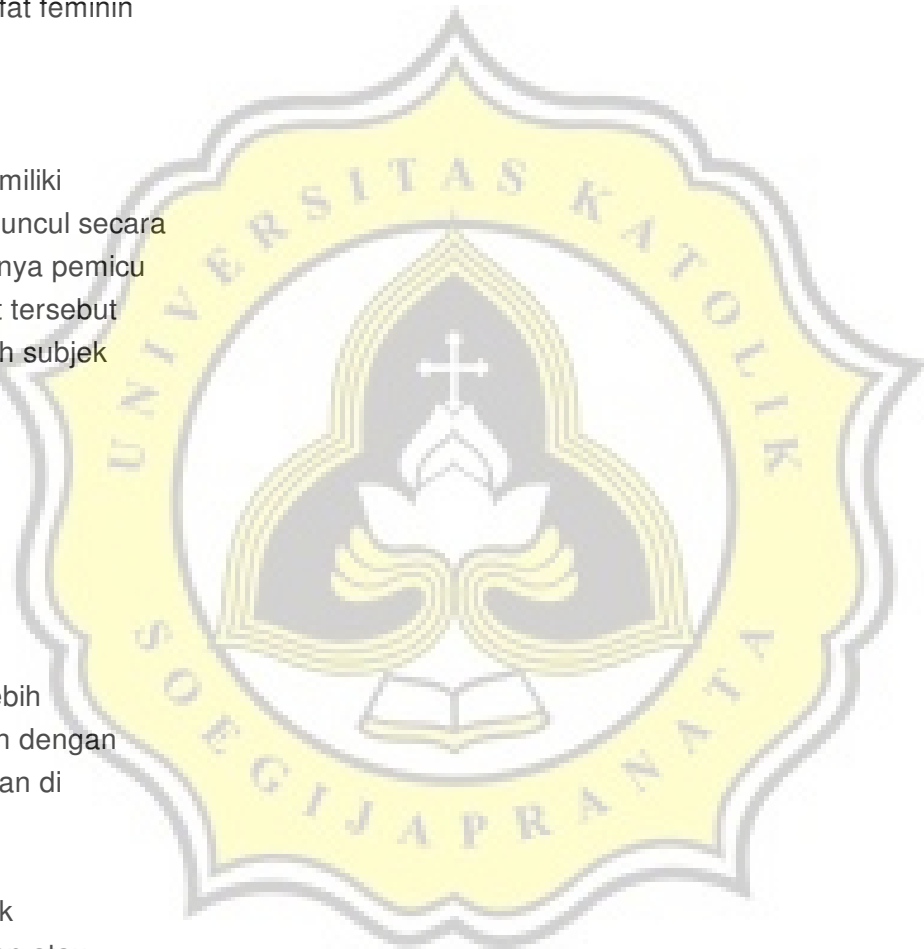 fat feminin
miliki
uncul secara
nya pemicu
t tersebut
h subjek
ebih
n dengan
an di
k
UNIVERSITAS KATOLIK
SOEGIJAPRANATA